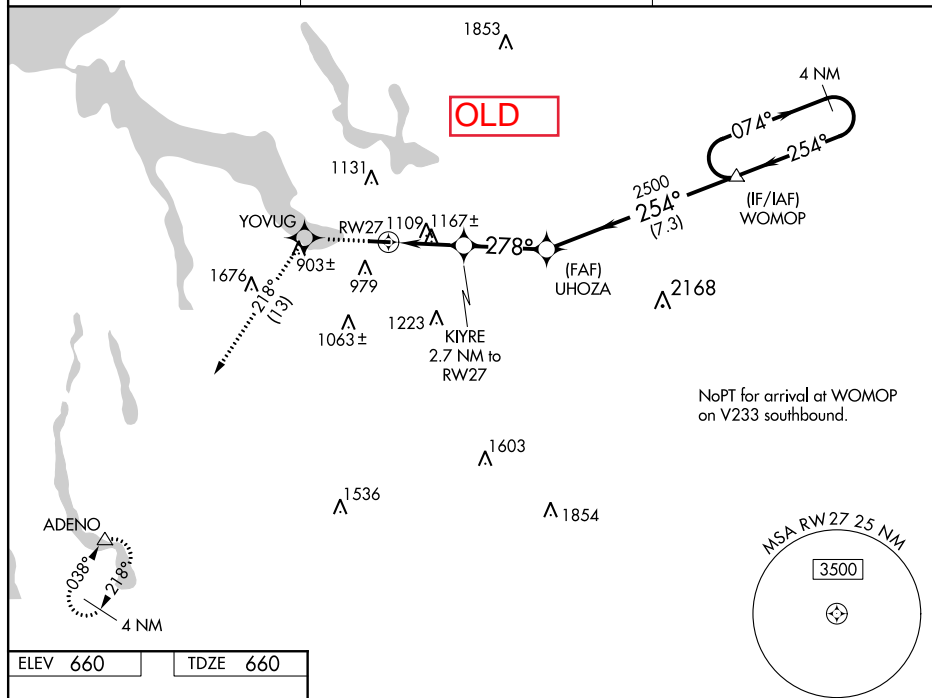 1853
OLD
4 NM
074°
254°
1131
2500
254°
(7.3)
(IF/IAF)
WOMOP
YOVUG
RW27
1109
1167±
278°
(FAF)
UHOZA
903±
979
1676
218°
(13)
2168
1063±
1223
KIYRE
2.7 NM to
RW27
NoPT for arrival at WOMOP
on V233 southbound.
1603
1536
1854
ADENO
038°
218°
4 NM
MSA RW27 25 NM
3500
ELEV 660
TDZE 660